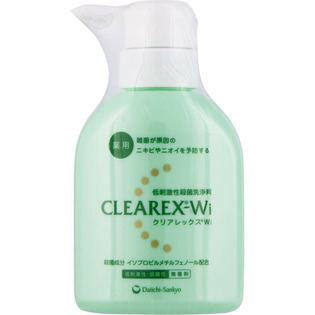 薬用
雑菌が原因の
ニキビやニオイを予防する
低刺激性殺菌洗浄料
CLEAREX®Wi
クリアレックス®Wi
殺菌成分 イソプロピルメチルフェノール配合
低刺激性 弱酸性 無香料
Daiichi-Sankyo